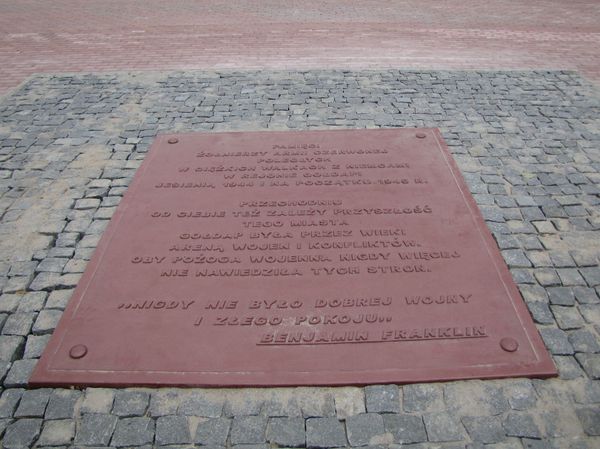 PAMIĘCI
ŻOŁNIERZY ARMII CZERWONEJ
POLEGŁYCH
W CIĘŻKICH WALKACH Z NIEMCAMI
W REJONIE GOŁDAPI
JESIENIĄ 1944 I NA POCZĄTKU 1945 R.
PRZECHODNIU
OD CIEBIE TEŻ ZALEŻY PRZYSZŁOŚĆ
TEGO MIASTA
GOŁDAP BYŁA PRZEZ WIEKI
ARENĄ WOJEN I KONFLIKTÓW.
OBY POŻOGA WOJENNA NIGDY WIĘCEJ
NIE NAWIEDZIŁA TYCH STRON.
,,NIGDY NIE BYŁO DOBREJ WOJNY
I ZŁEGO POKOJU,,
BENJAMIN FRANKLIN